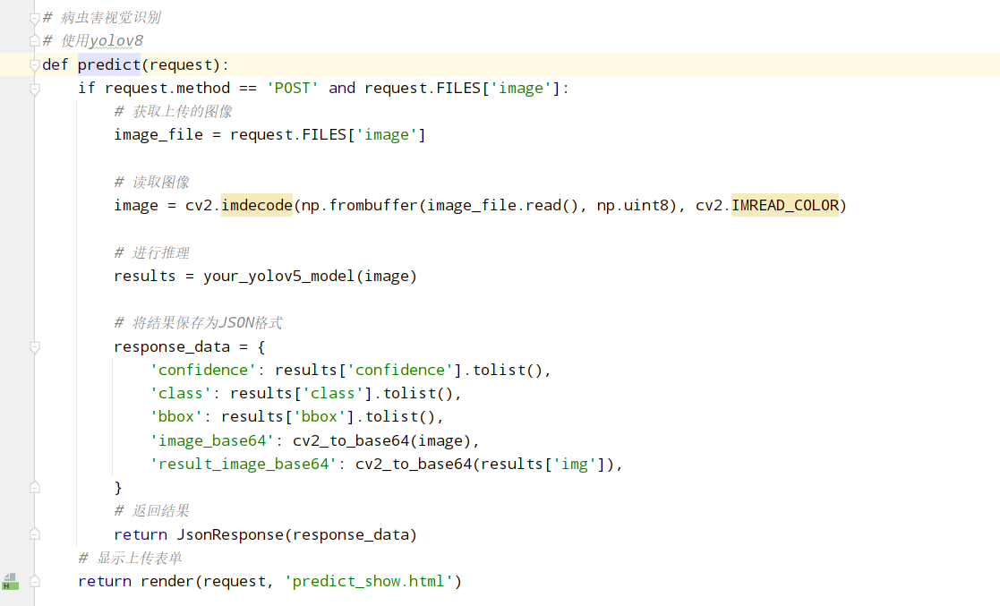 # 病虫害视觉识别
# 使用yolov8
def predict(request):
    if request.method == 'POST' and request.FILES['image']:
        # 获取上传的图像
        image_file = request.FILES['image']
        # 读取图像
        image = cv2.imdecode(np.frombuffer(image_file.read(), np.uint8), cv2.IMREAD_COLOR)
        # 进行推理
        results = your_yolov5_model(image)
        # 将结果保存为JSON格式
        response_data = {
            'confidence': results['confidence'].tolist(),
            'class': results['class'].tolist(),
            'bbox': results['bbox'].tolist(),
            'image_base64': cv2_to_base64(image),
            'result_image_base64': cv2_to_base64(results['img']),
        }
        # 返回结果
        return JsonResponse(response_data)
    # 显示上传表单
    return render(request, 'predict_show.html')